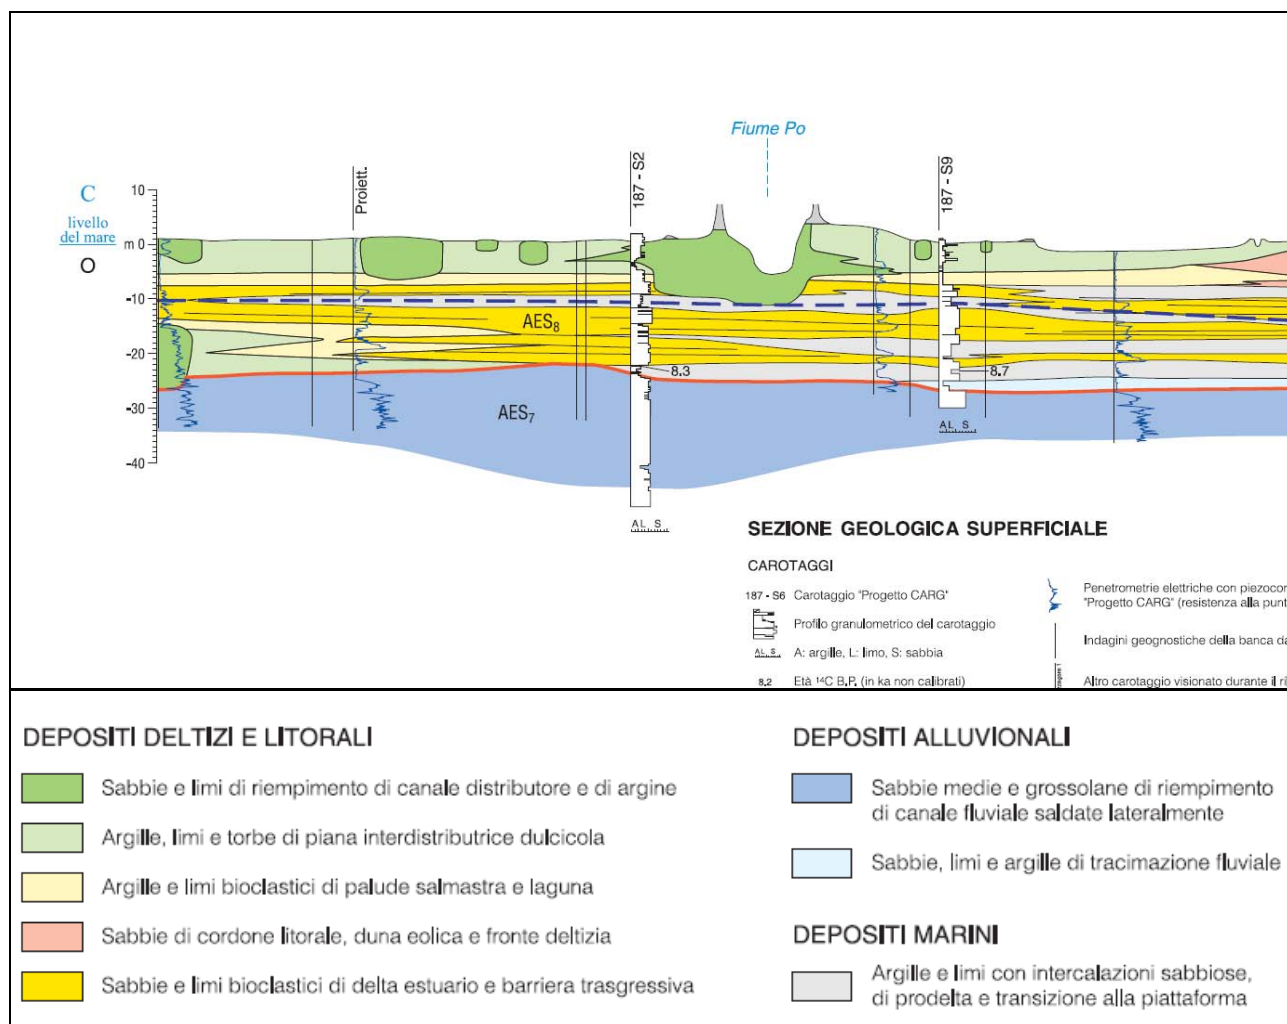 Fiume Po
C
livello
del mare
O
10
m 0
-10
-20
-30
-40
Proiett.
187 - S2
187 - S9
AES8
8.3
8.7
AES7
A L S
A L S
SEZIONE GEOLOGICA SUPERFICIALE
CAROTAGGI
187 - S6 Carotaggio "Progetto CARG"
Profilo granulometrico del carotaggio
A L S A: argille, L: limo, S: sabbia
8.2 Età ¹⁴C B.P. (in ka non calibrati)
Penetrometrie elettriche con piezocor
"Progetto CARG" (resistenza alla punt
Indagini geognostiche della banca da
Altro carotaggio visionato durante il ri
DEPOSITI DELTIZI E LITORALI
Sabbie e limi di riempimento di canale distributore e di argine
Argille, limi e torbe di piana interdistributrice dulcicola
Argille e limi bioclastici di palude salmastra e laguna
Sabbie di cordone litorale, duna eolica e fronte deltizia
Sabbie e limi bioclastici di delta estuario e barriera trasgressiva
DEPOSITI ALLUVIONALI
Sabbie medie e grossolane di riempimento
di canale fluviale saldate lateralmente
Sabbie, limi e argille di tracimazione fluviale
DEPOSITI MARINI
Argille e limi con intercalazioni sabbiose,
di prodelta e transizione alla piattaforma